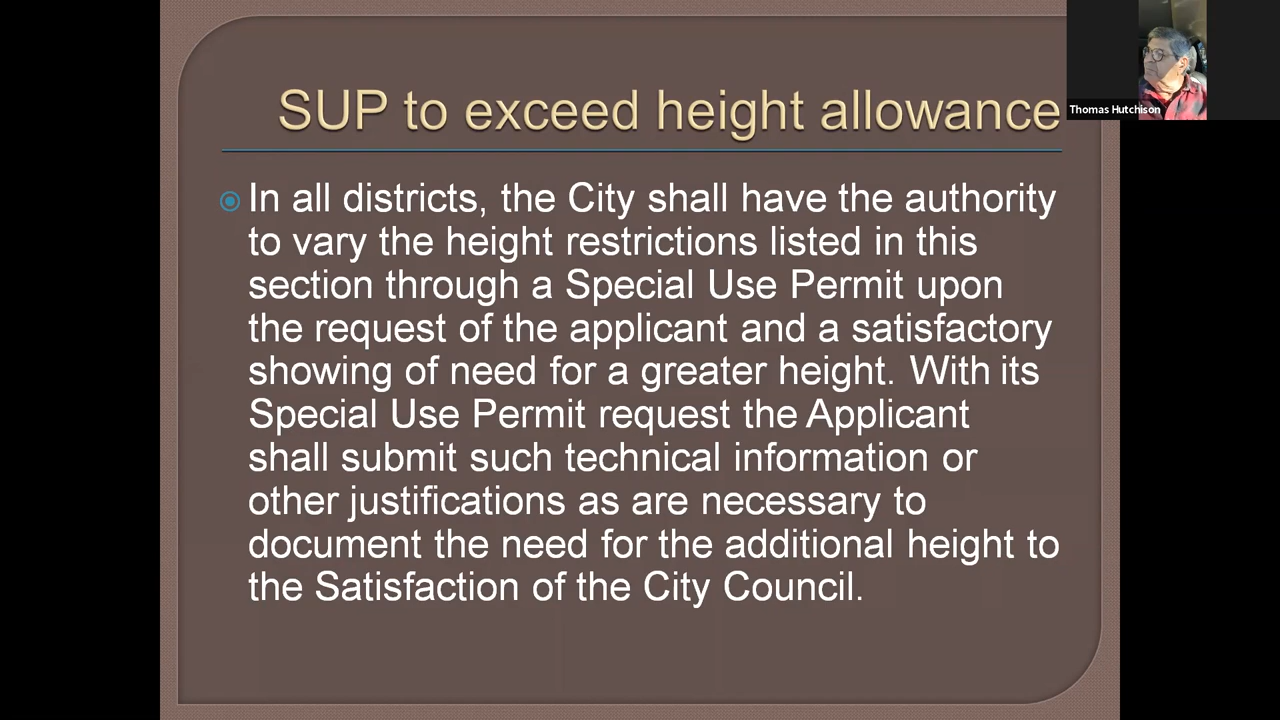 SUP to exceed height allowance
Thomas Hutchison
In all districts, the City shall have the authority
to vary the height restrictions listed in this
section through a Special Use Permit upon
the request of the applicant and a satisfactory
showing of need for a greater height. With its
Special Use Permit request the Applicant
shall submit such technical information or
other justifications as are necessary to
document the need for the additional height to
the Satisfaction of the City Council.